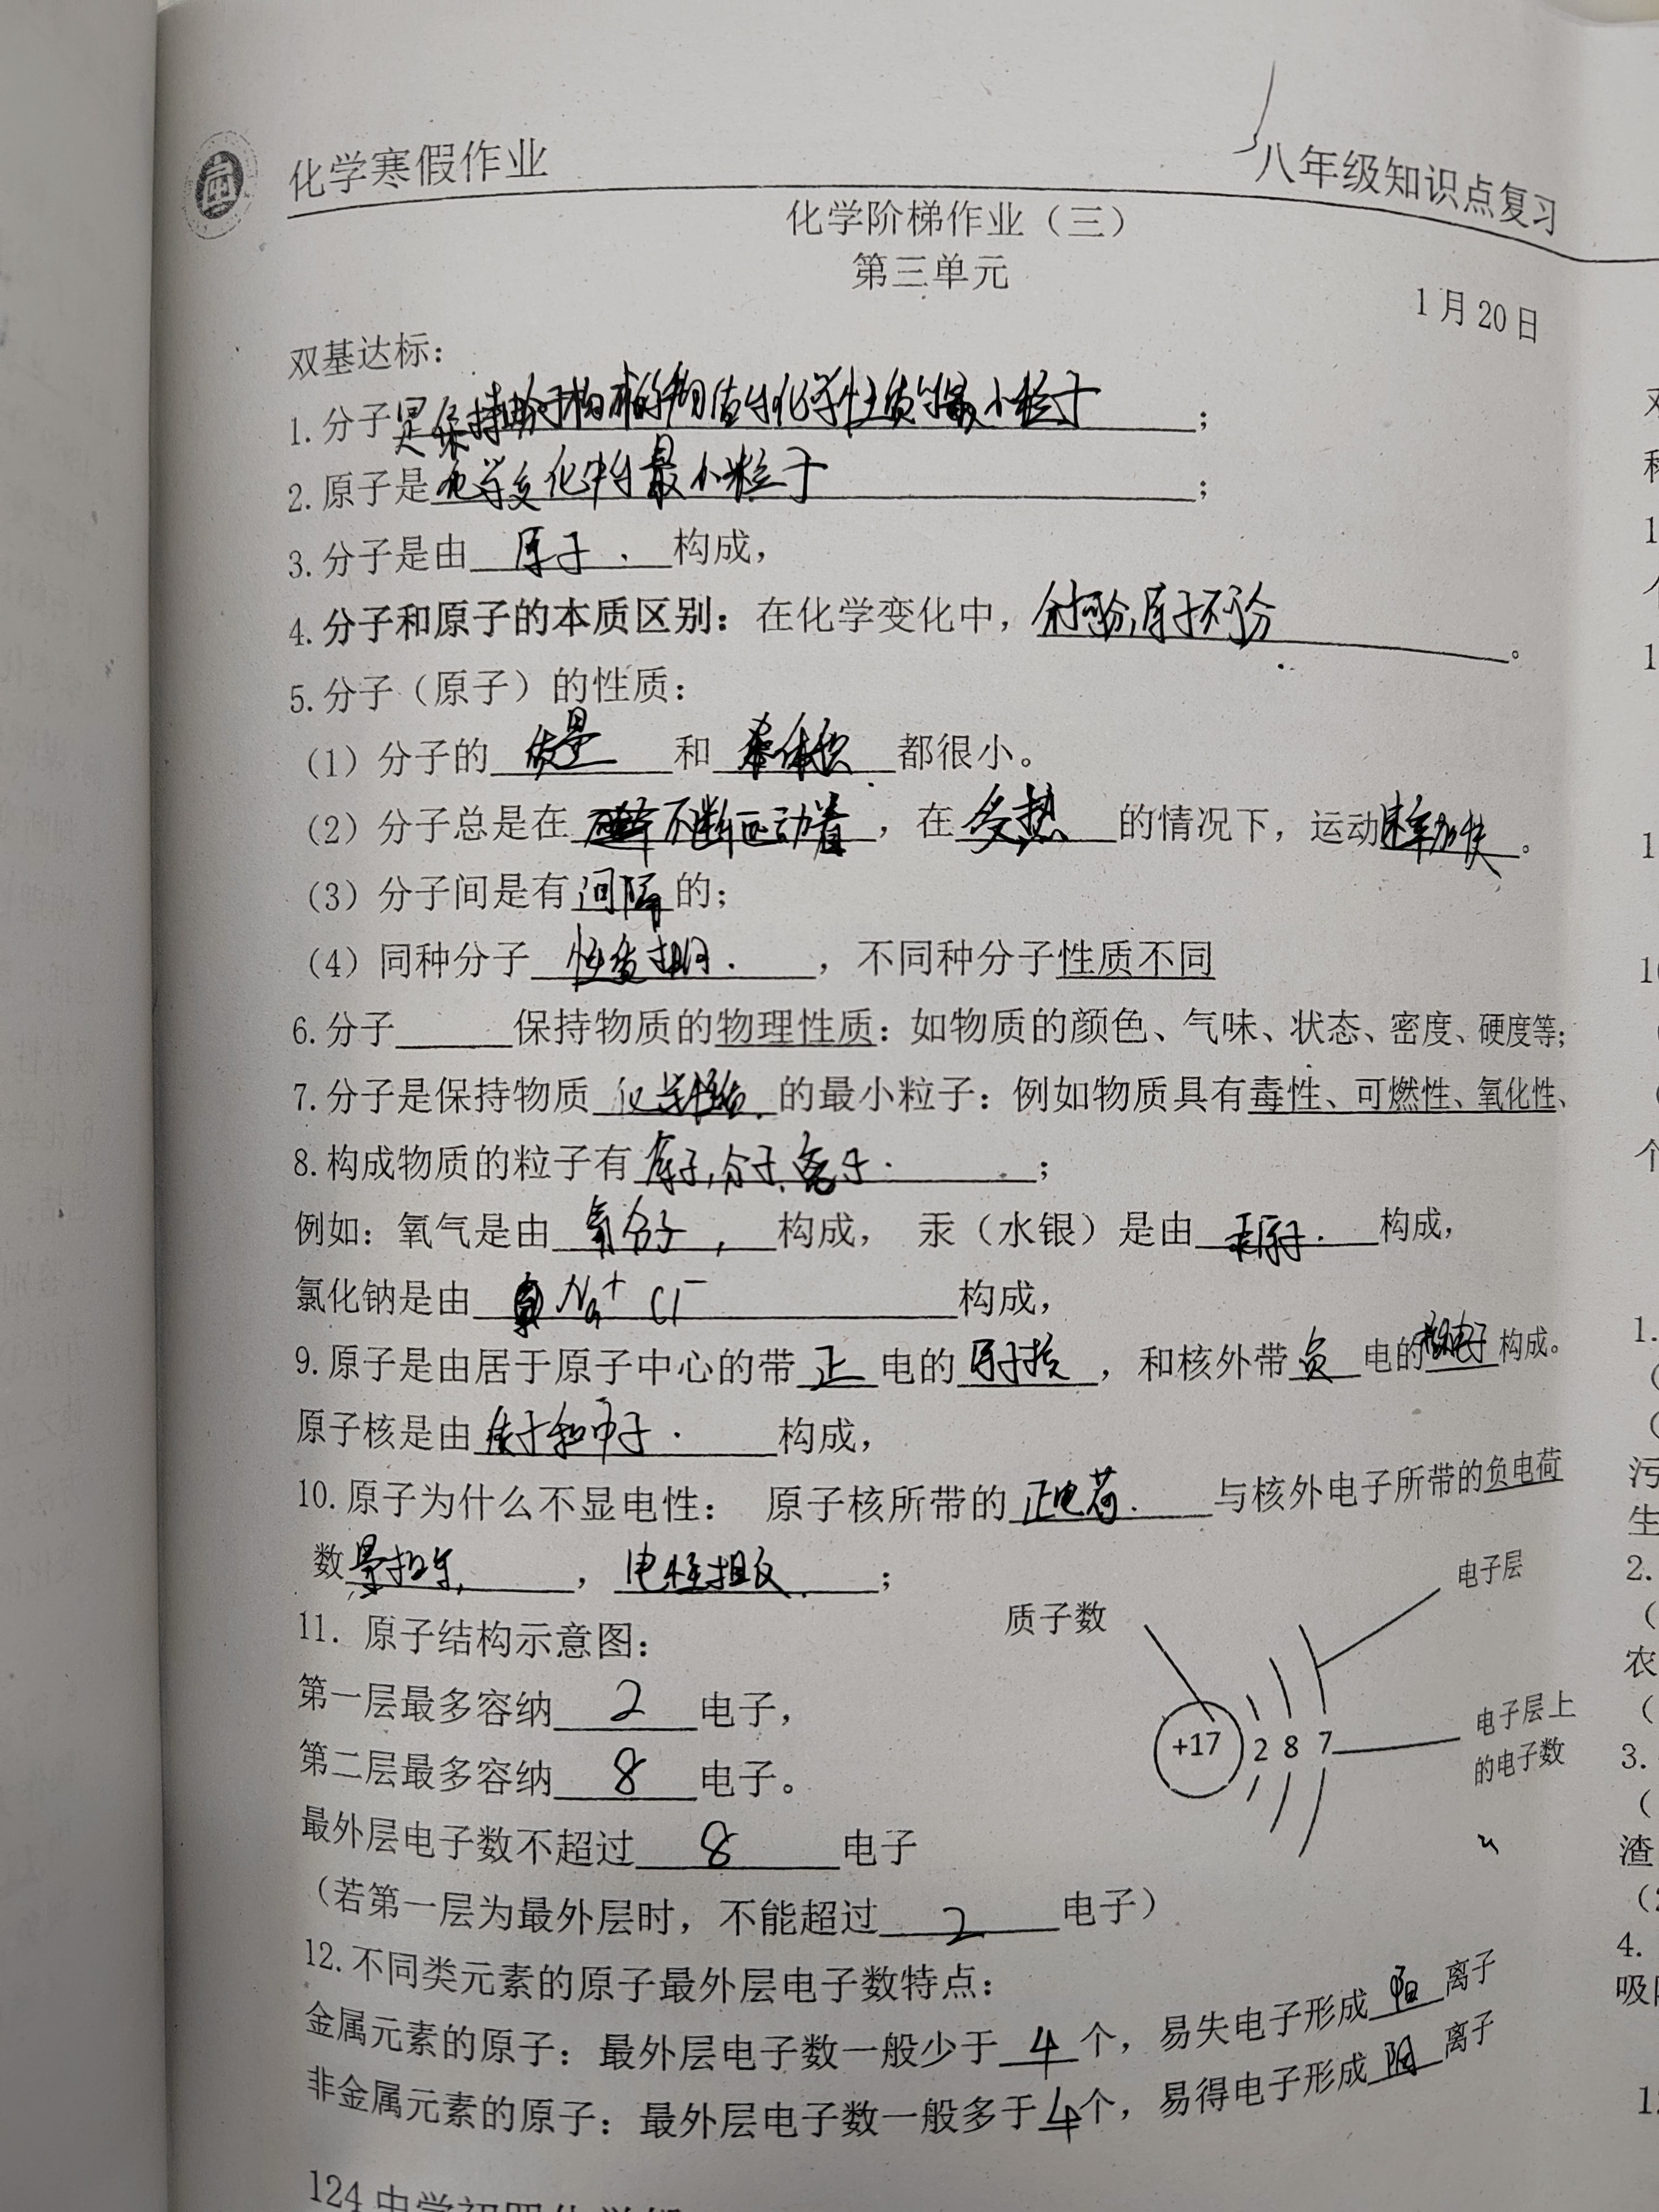 化学寒假作业
八年级知识点复习
化学阶梯作业（三）
第三单元
1月20日
双基达标：
1.分子是保持由分子构成的物质的化学性质的最小粒子；
2.原子是化学变化中的最小粒子；
3.分子是由原子构成，
4.分子和原子的本质区别：在化学变化中，分子可分,原子不可分。
5.分子（原子）的性质：
（1）分子的质量和体积都很小。
（2）分子总是在不断运动着，在受热的情况下，运动速率加快。
（3）分子间是有间隔的；
（4）同种分子性质相同，不同种分子性质不同
6.分子______保持物质的物理性质：如物质的颜色、气味、状态、密度、硬度等；
7.分子是保持物质化学性质的最小粒子：例如物质具有毒性、可燃性、氧化性、
8.构成物质的粒子有原子,分子、离子；
例如：氧气是由氧分子构成， 汞（水银）是由汞原子构成，
氯化钠是由Na⁺ Cl⁻构成，
9.原子是由居于原子中心的带正电的原子核，和核外带负电的电子构成。
原子核是由质子和中子构成，
10.原子为什么不显电性： 原子核所带的正电荷与核外电子所带的负电荷
数量相等，电性相反；
11. 原子结构示意图：
质子数
电子层
第一层最多容纳2电子，
+17 2 8 7
电子层上
的电子数
第二层最多容纳8电子。
最外层电子数不超过8电子
（若第一层为最外层时，不能超过2电子）
12.不同类元素的原子最外层电子数特点：
金属元素的原子：最外层电子数一般少于4个，易失电子形成阳离子
非金属元素的原子：最外层电子数一般多于4个，易得电子形成阴离子
124中学初四化学组